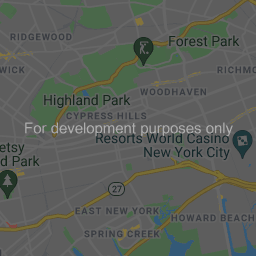 RIDGEWOOD
Forest Park
WICK
RICHMO
WOODHAVEN
Highland Park
CYPRESS HILLS
For development purposes only
etsy
d Park
Resorts World Casino
New York City
27
EAST NEW YORK
HOWARD BEACH
SPRING CREEK